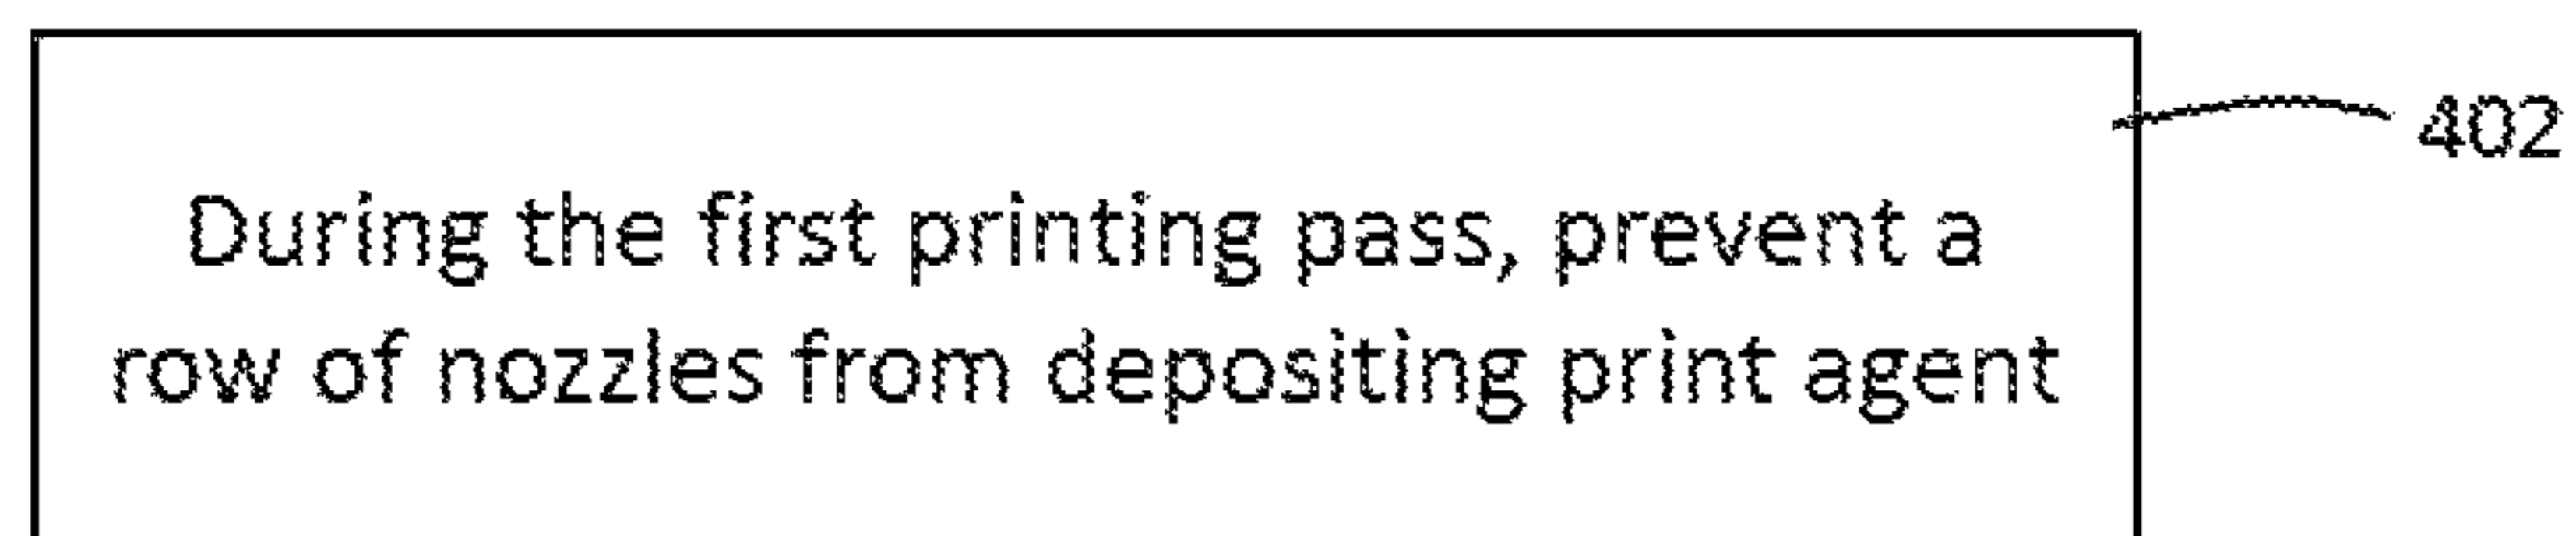 402
During the first printing pass, prevent a
row of nozzles from depositing print agent